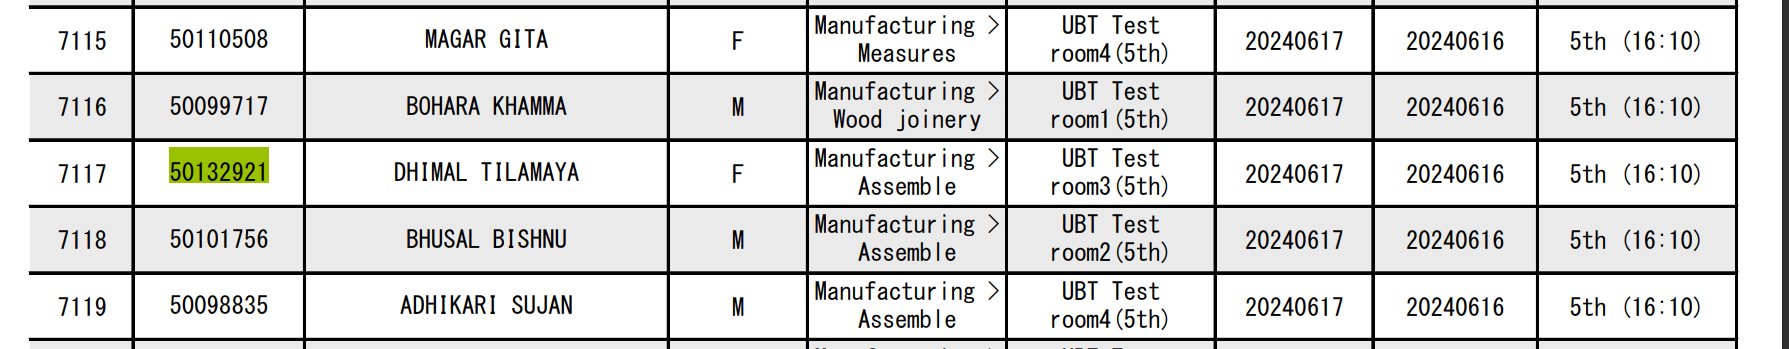 7115 50110508 MAGAR GITA F Manufacturing > Measures UBT Test room4(5th) 20240617 20240616 5th (16:10)
7116 50099717 BOHARA KHAMMA M Manufacturing > Wood joinery UBT Test room1(5th) 20240617 20240616 5th (16:10)
7117 50132921 DHIMAL TILAMAYA F Manufacturing > Assemble UBT Test room3(5th) 20240617 20240616 5th (16:10)
7118 50101756 BHUSAL BISHNU M Manufacturing > Assemble UBT Test room2(5th) 20240617 20240616 5th (16:10)
7119 50098835 ADHIKARI SUJAN M Manufacturing > Assemble UBT Test room4(5th) 20240617 20240616 5th (16:10)